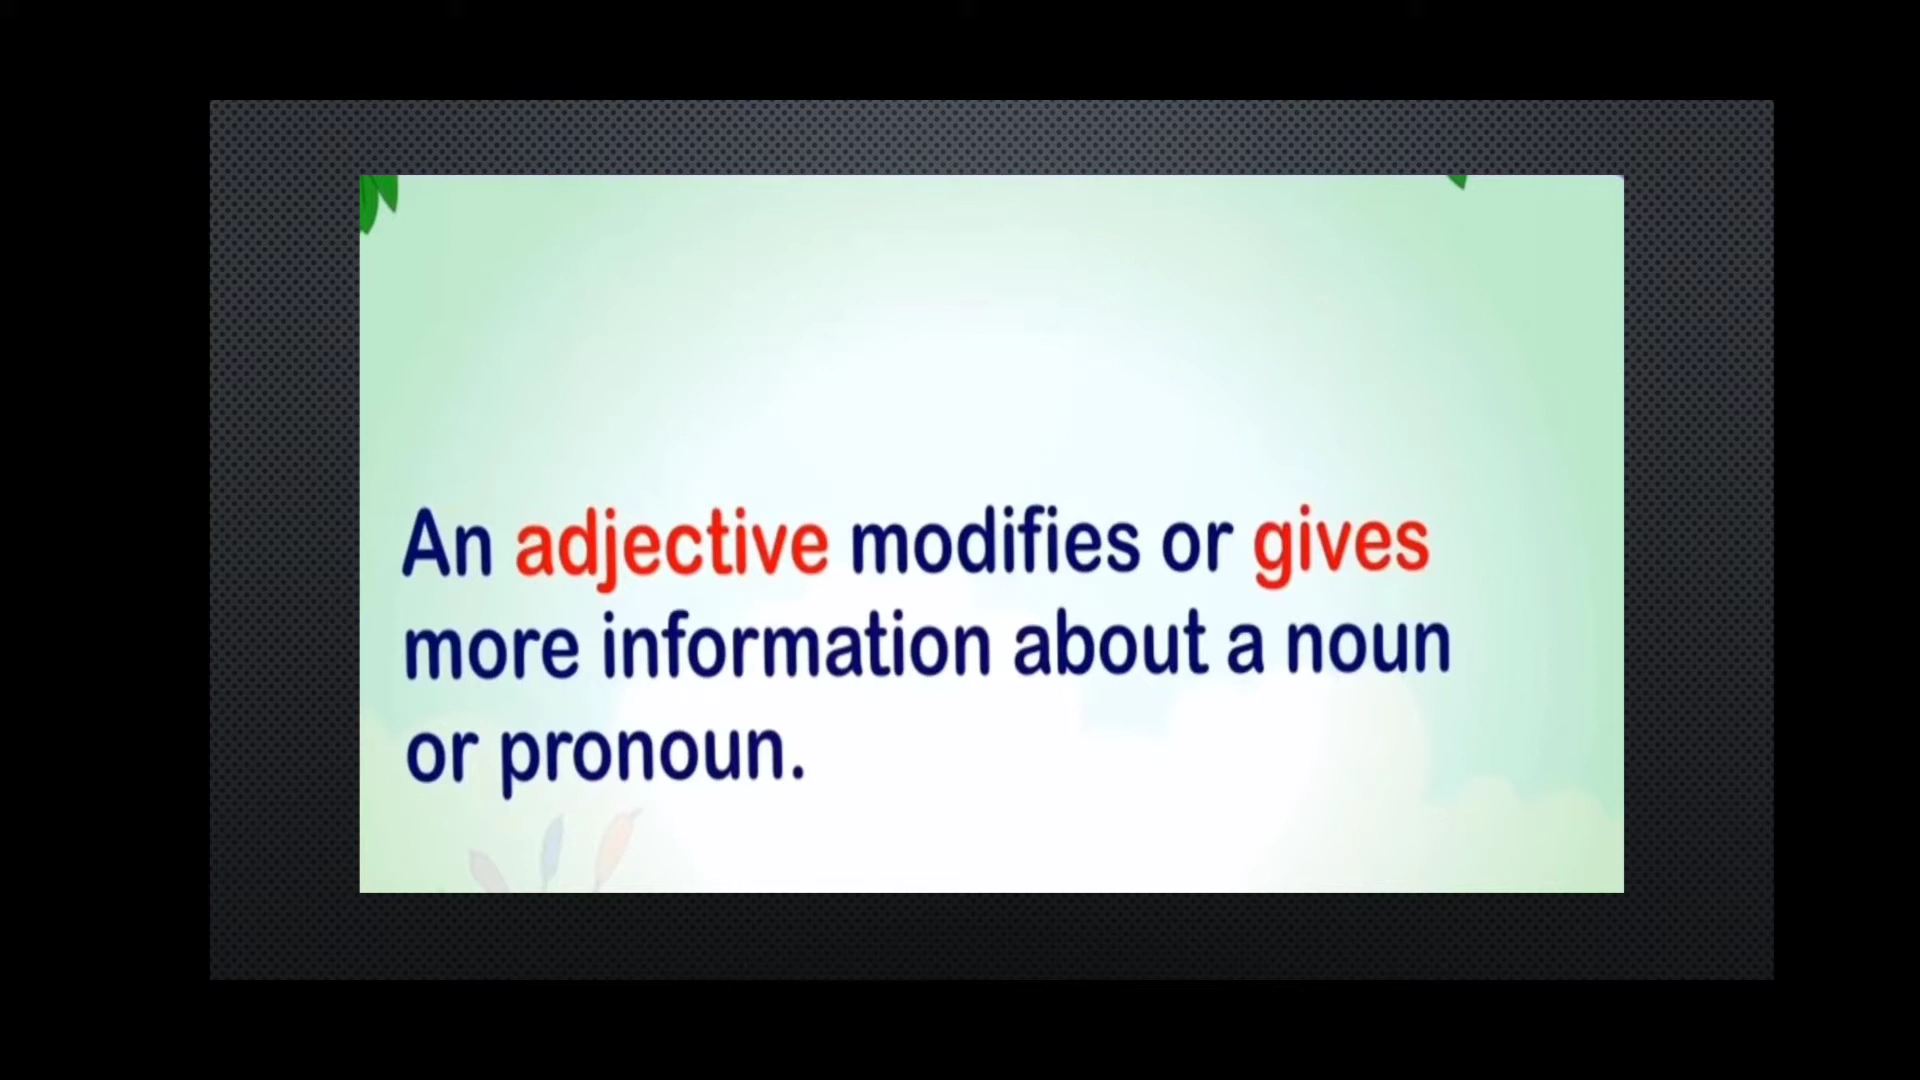 An adjective modifies or gives
more information about a noun
or pronoun.